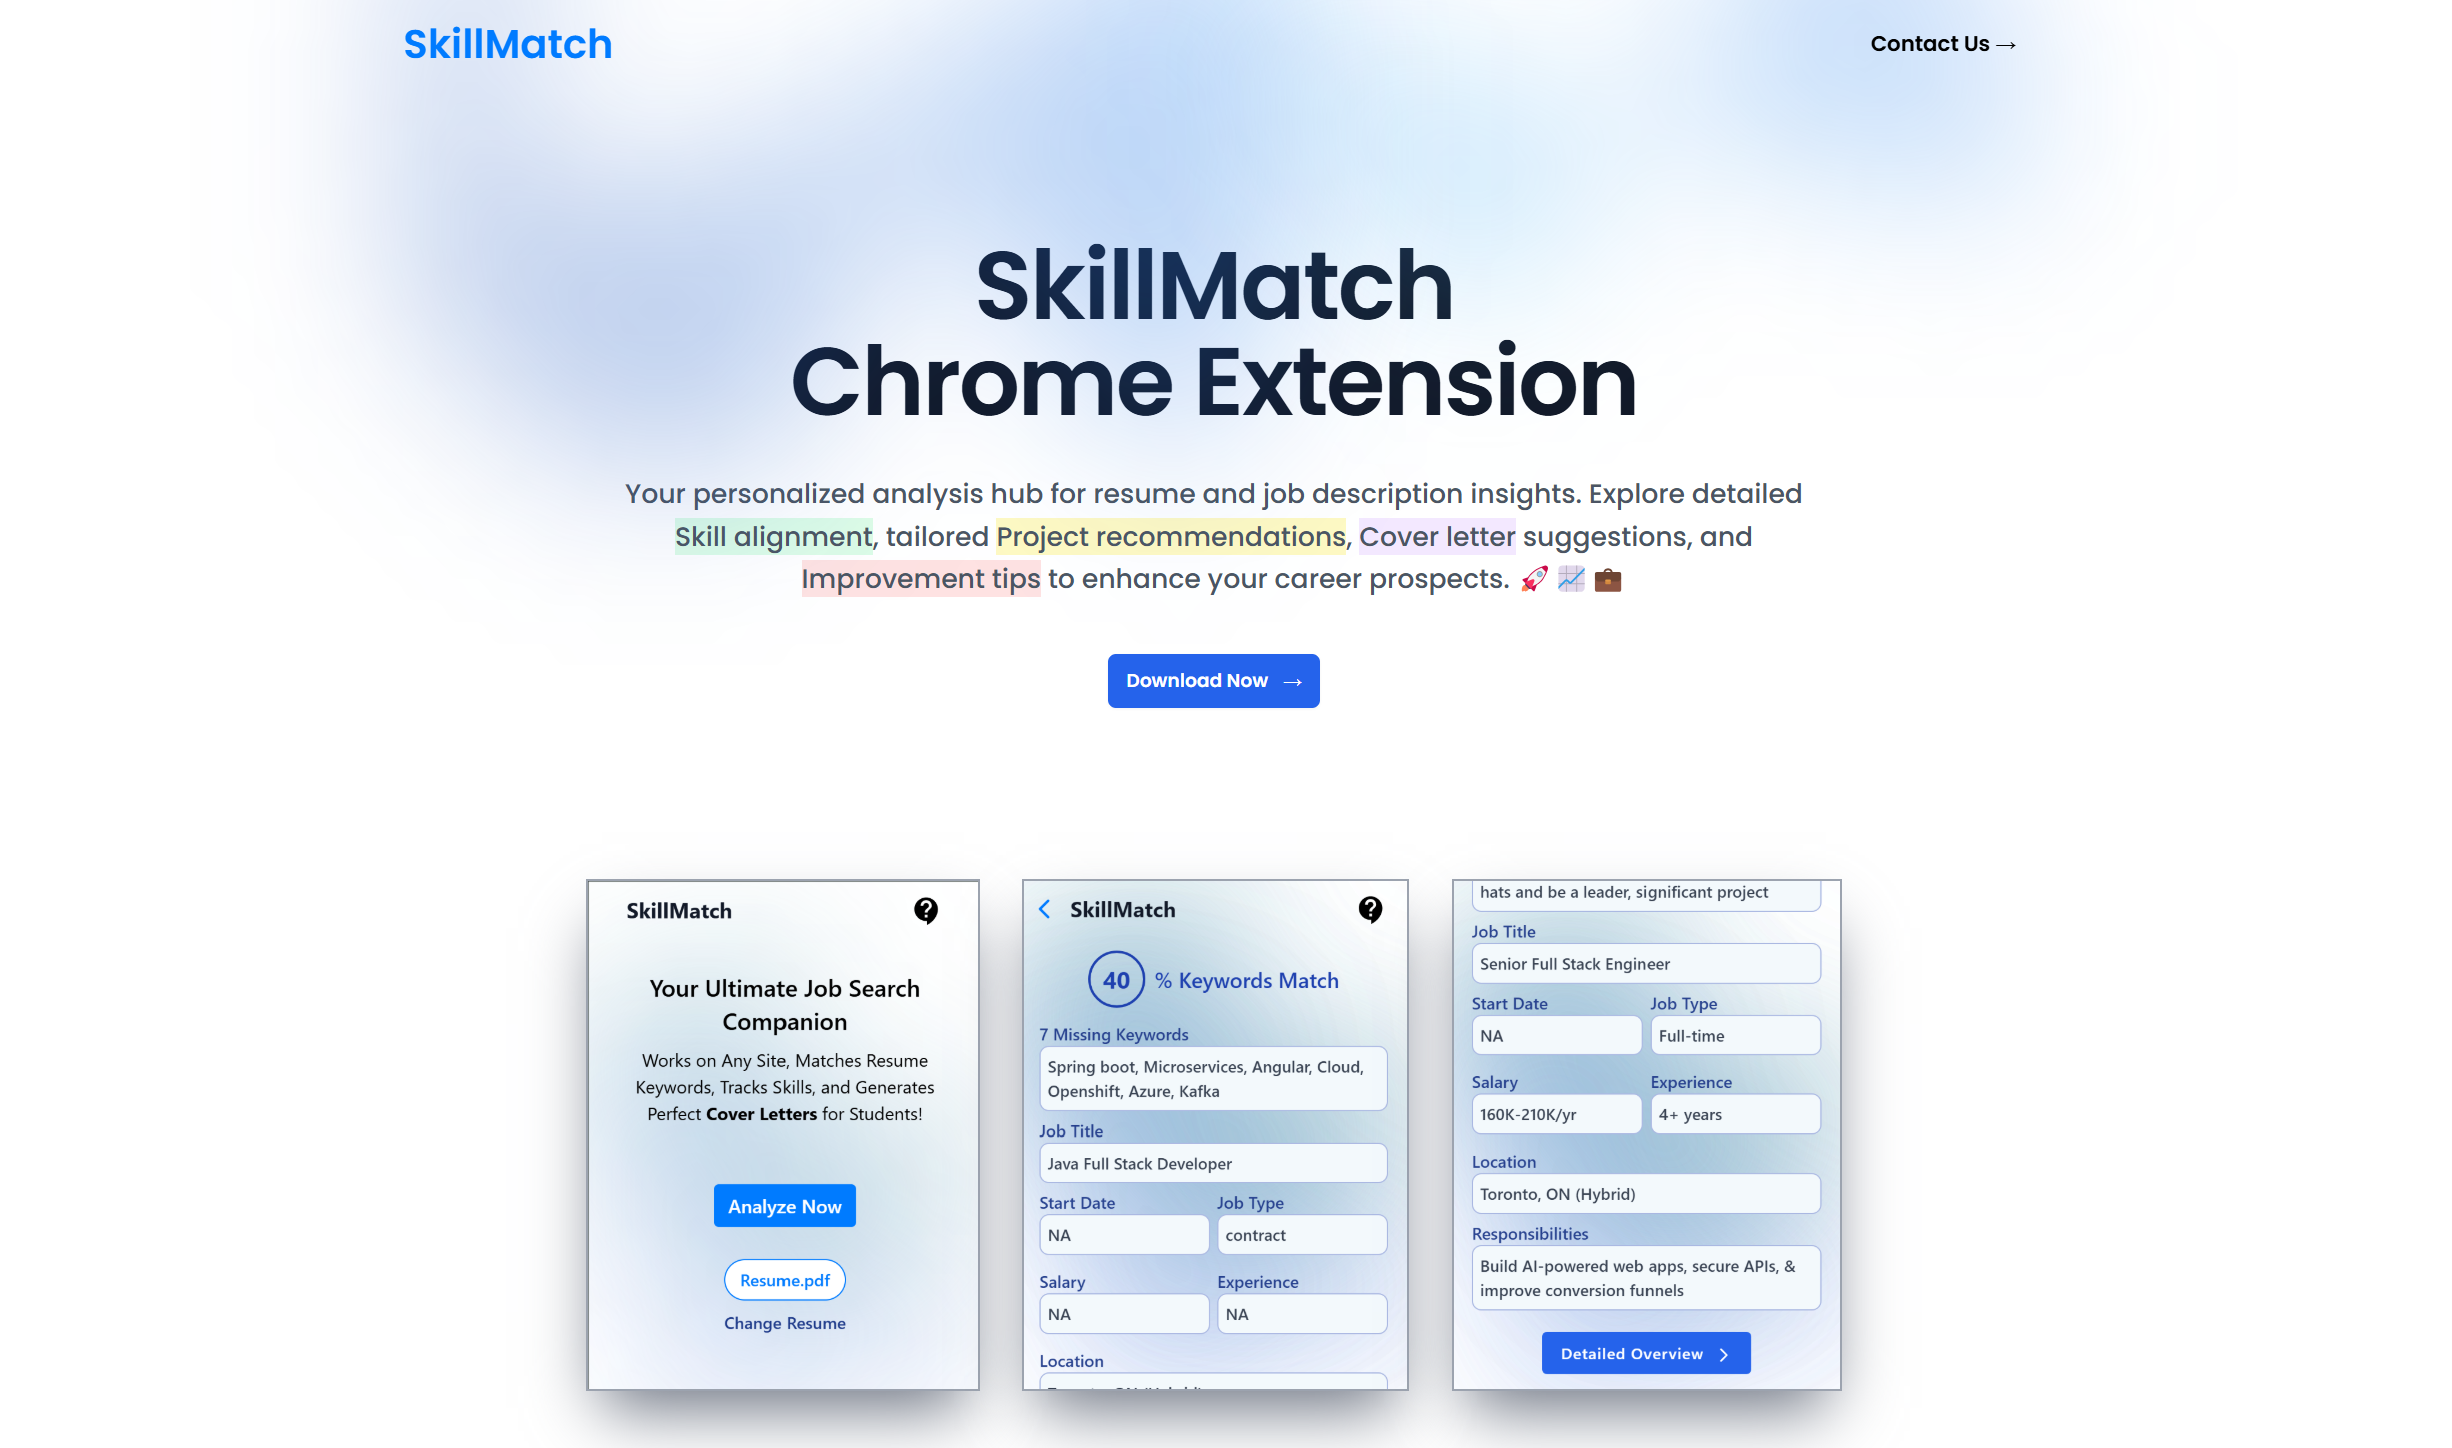 SkillMatch
Contact Us →
SkillMatch
Chrome Extension
Your personalized analysis hub for resume and job description insights. Explore detailed
Skill alignment, tailored Project recommendations, Cover letter suggestions, and
Improvement tips to enhance your career prospects. 🚀 📈 💼
Download Now →
SkillMatch
Your Ultimate Job Search
Companion
Works on Any Site, Matches Resume
Keywords, Tracks Skills, and Generates
Perfect Cover Letters for Students!
Analyze Now
Resume.pdf
Change Resume
SkillMatch
40 % Keywords Match
7 Missing Keywords
Spring boot, Microservices, Angular, Cloud,
Openshift, Azure, Kafka
Job Title
Java Full Stack Developer
Start Date
Job Type
NA
contract
Salary
Experience
NA
NA
Location
hats and be a leader, significant project
Job Title
Senior Full Stack Engineer
Start Date
Job Type
NA
Full-time
Salary
Experience
160K-210K/yr
4+ years
Location
Toronto, ON (Hybrid)
Responsibilities
Build AI-powered web apps, secure APIs, &
improve conversion funnels
Detailed Overview